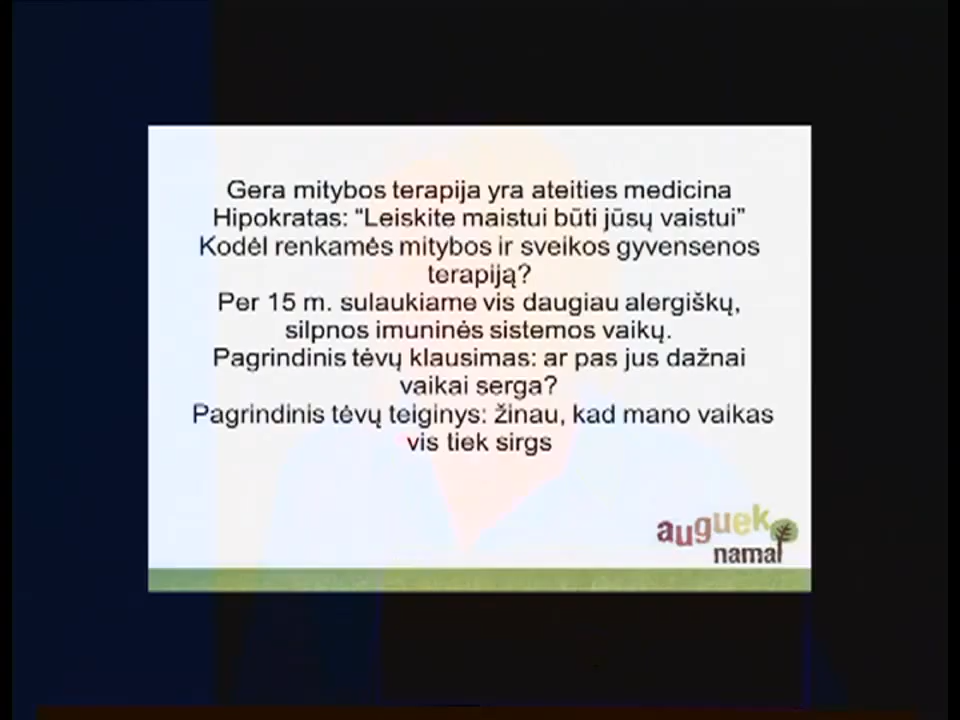 Gera mitybos terapija yra ateities medicina
Hipokratas: “Leiskite maistui būti jūsų vaistui”
Kodėl renkamės mitybos ir sveikos gyvensenos
terapiją?
Per 15 m. sulaukiame vis daugiau alergiškų,
silpnos imuninės sistemos vaikų.
Pagrindinis tėvų klausimas: ar pas jus dažnai
vaikai serga?
Pagrindinis tėvų teiginys: žinau, kad mano vaikas
vis tiek sirgs
auguek
namai